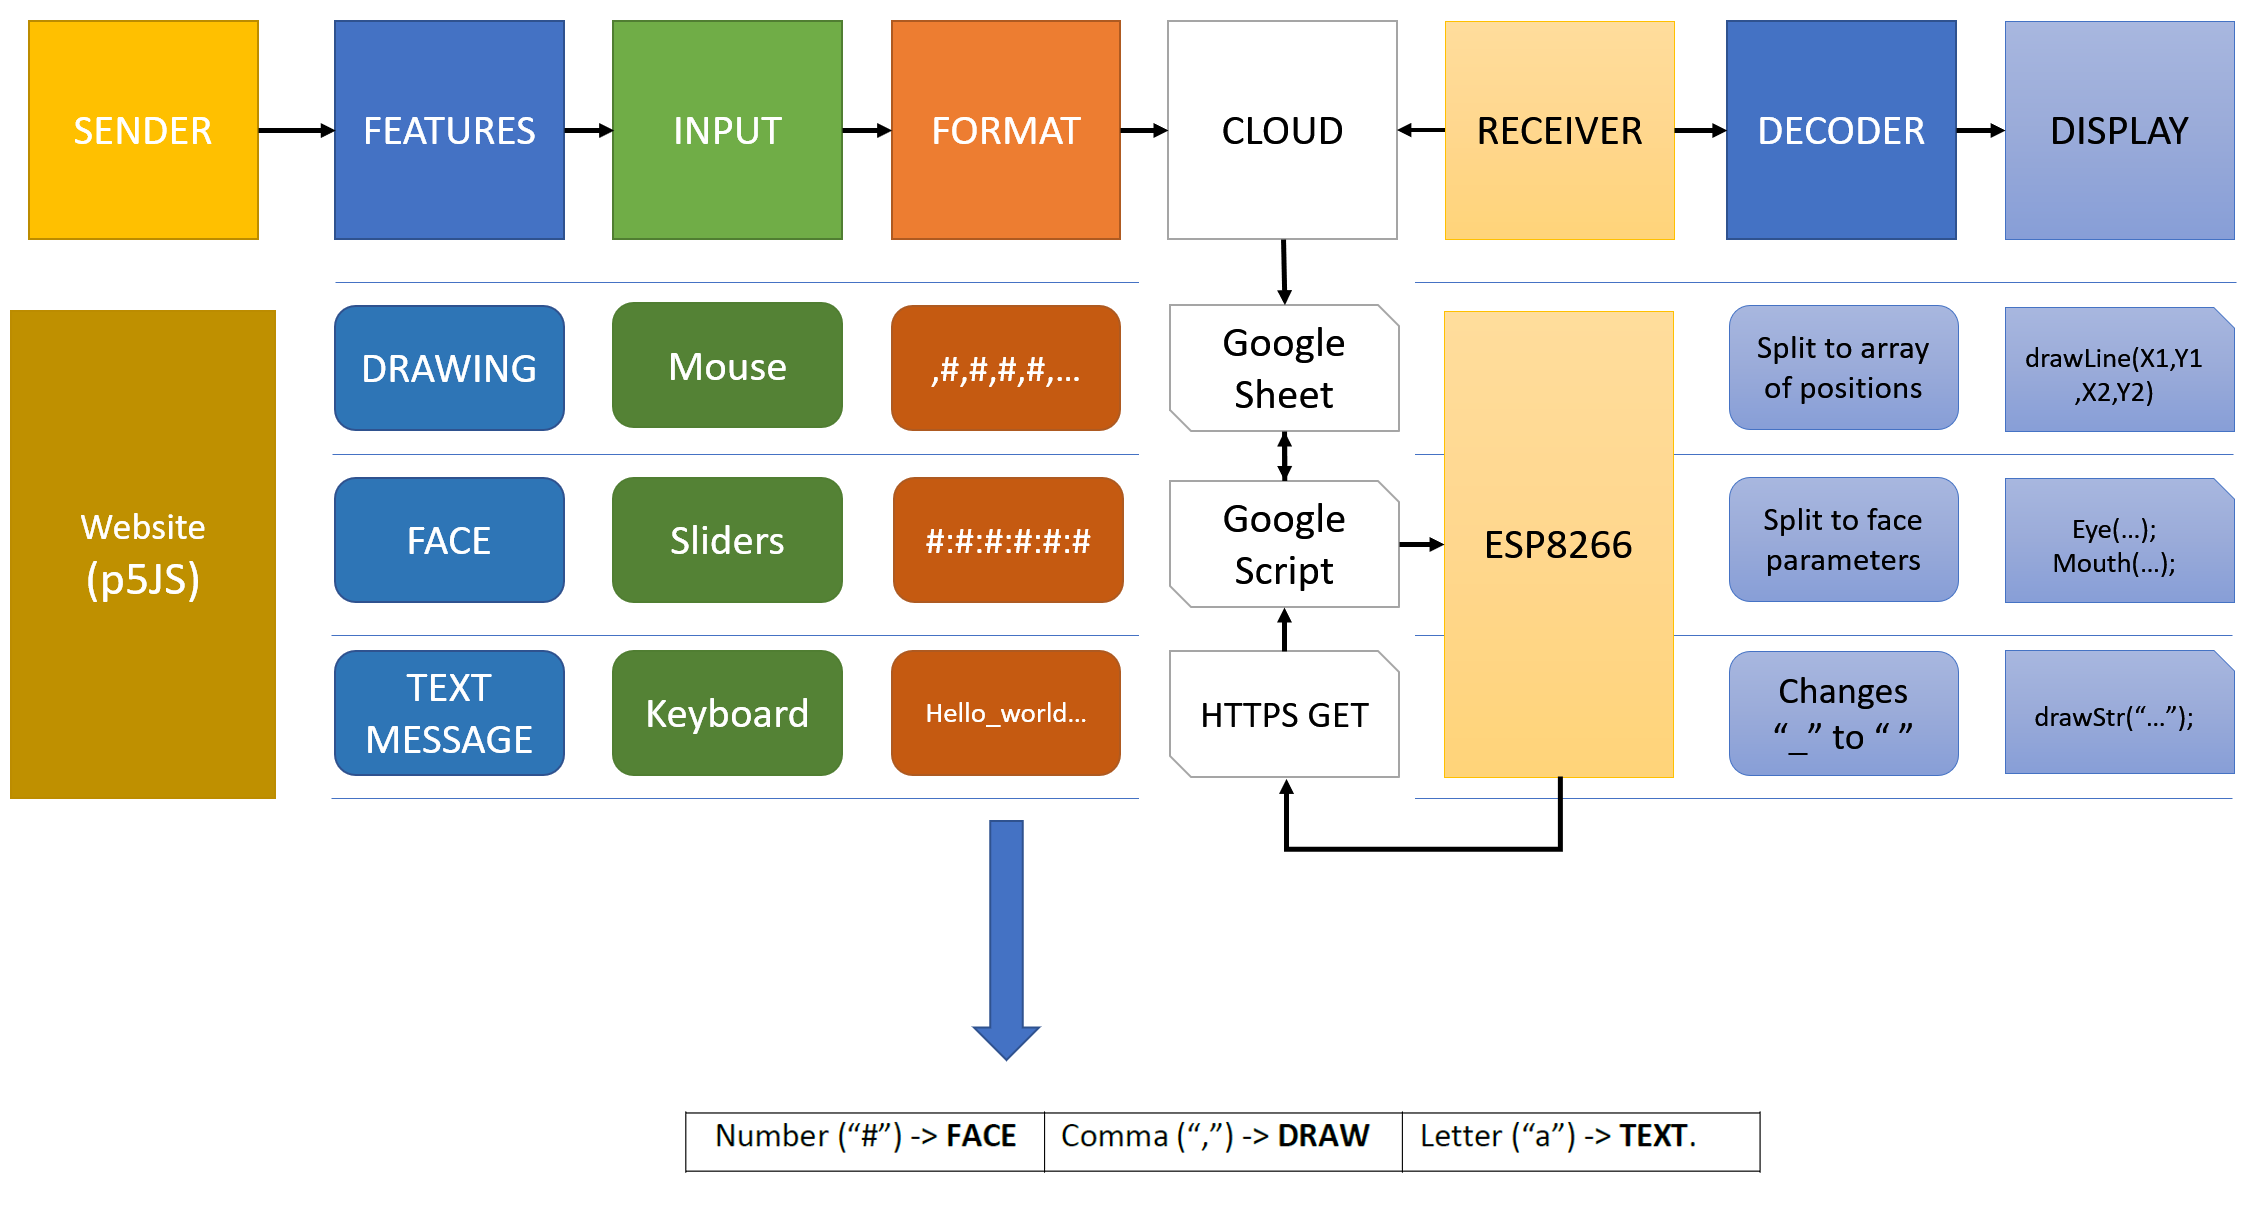 SENDER
FEATURES
INPUT
FORMAT
CLOUD
RECEIVER
DECODER
DISPLAY
Website
(p5JS)
DRAWING
Mouse
,#,#,#,#,...
Google
Sheet
Split to array
of positions
drawLine(X1,Y1
,X2,Y2)
FACE
Sliders
#:#:#:#:#:#
Google
Script
ESP8266
Split to face
parameters
Eye(...);
Mouth(...);
TEXT
MESSAGE
Keyboard
Hello_world...
HTTPS GET
Changes
“_” to “ ”
drawStr(“...”);
Number (“#”) -> FACE
Comma (“,”) -> DRAW
Letter (“a”) -> TEXT.